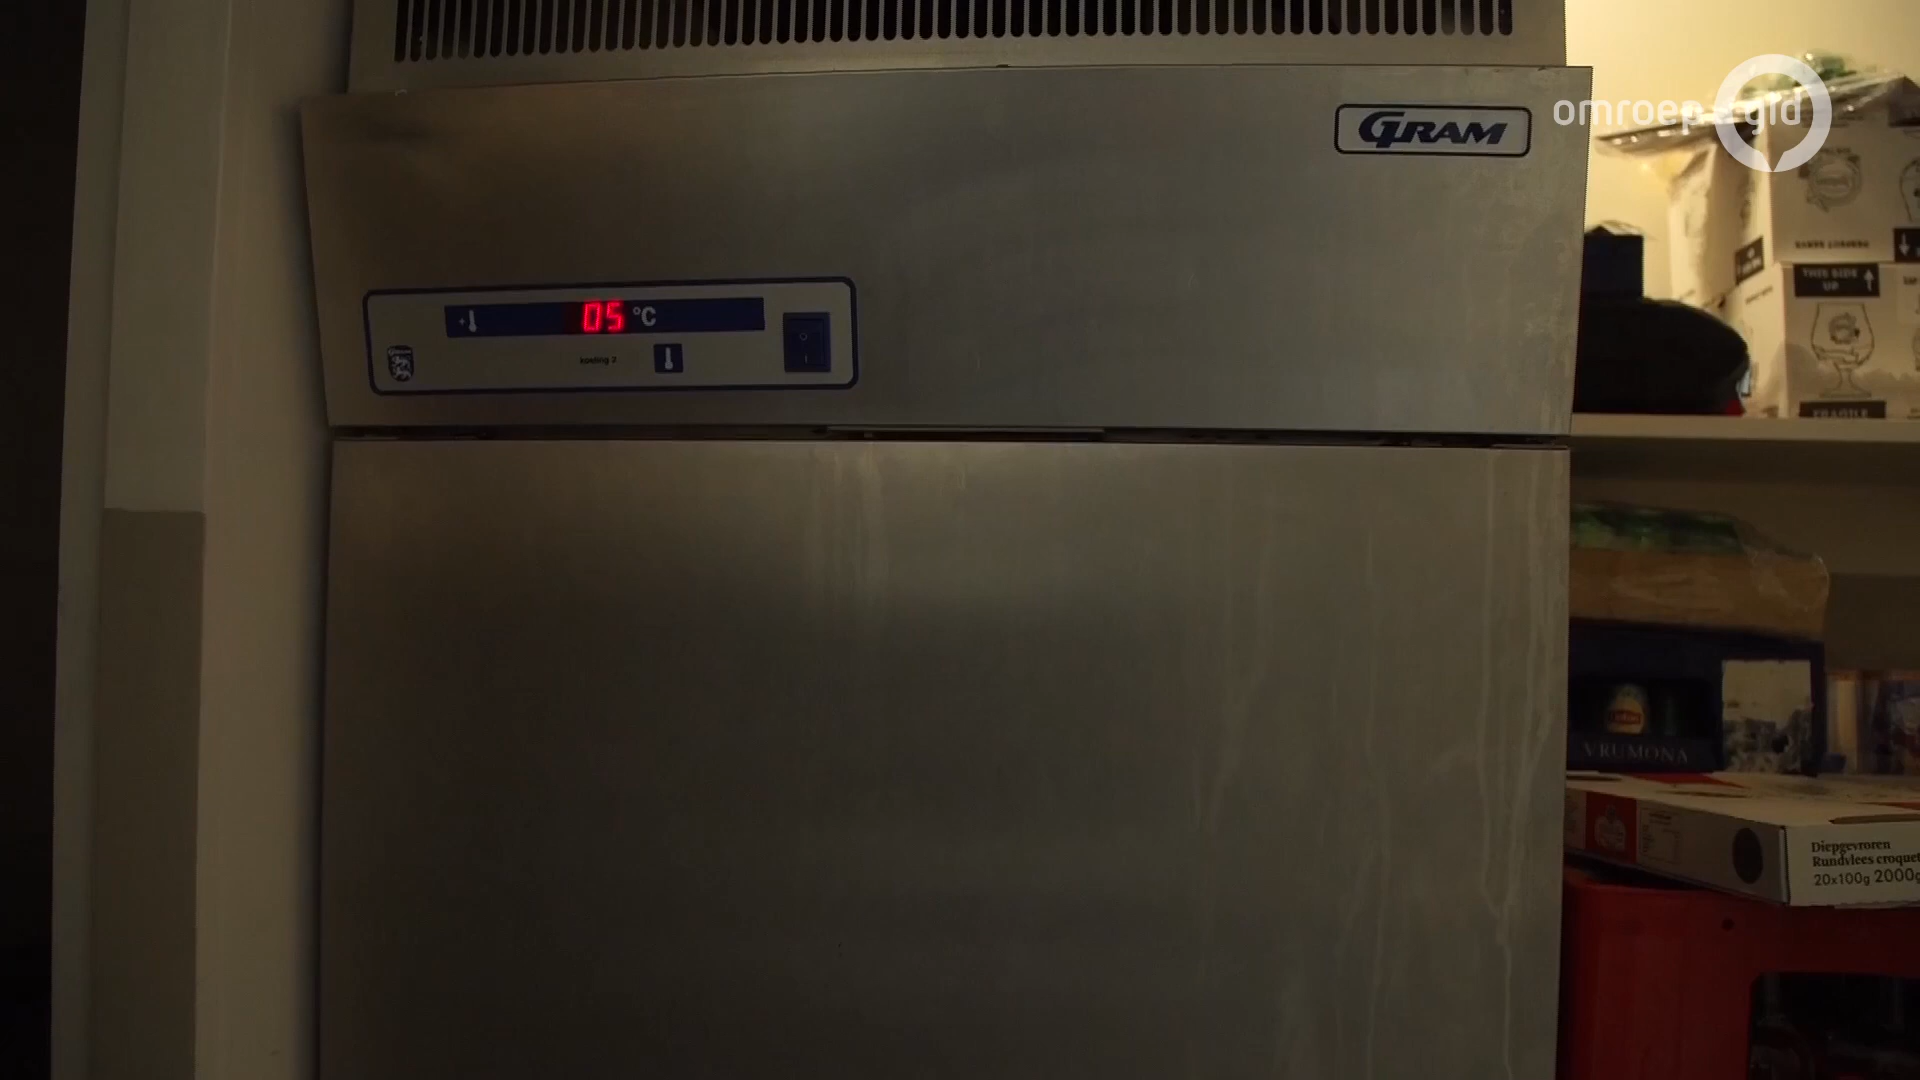 GRAM
omroep gld
05 °C
koeling 2
THIS SIDE
UP
FRAGILE
VRUMONA
Diepgevroren
Rundvlees croquet
20x100g 2000g